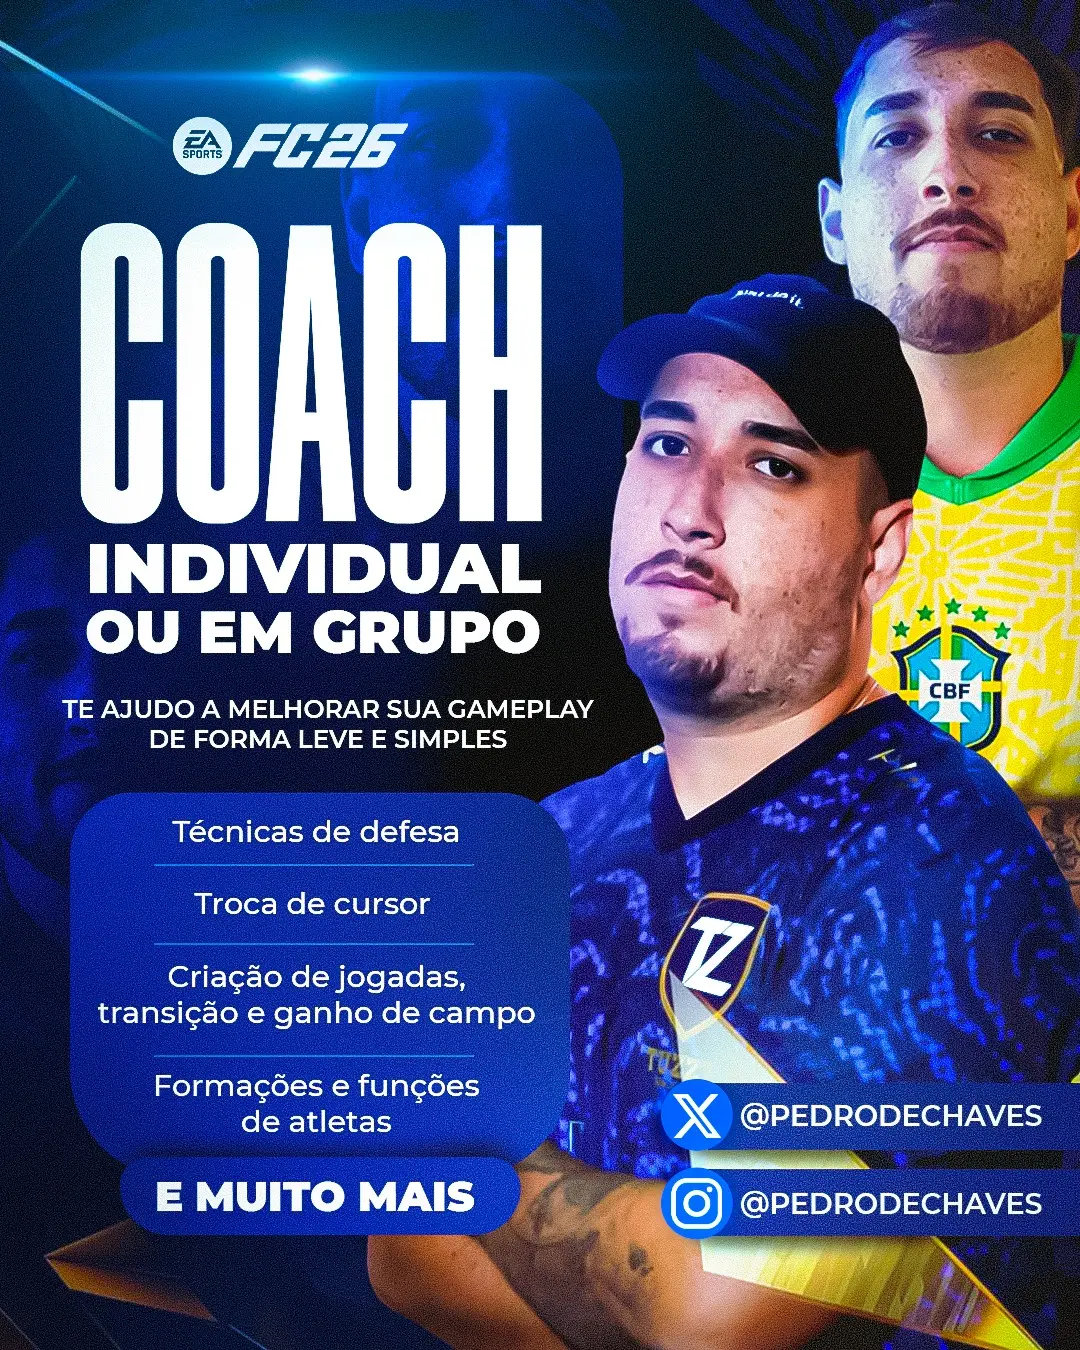 EA
SPORTS
FC26
COACH
INDIVIDUAL
OU EM GRUPO
TE AJUDO A MELHORAR SUA GAMEPLAY
DE FORMA LEVE E SIMPLES
Técnicas de defesa
Troca de cursor
Criação de jogadas,
transição e ganho de campo
Formações e funções
de atletas
E MUITO MAIS
CBF
TZ
@PEDRODECHAVES
@PEDRODECHAVES